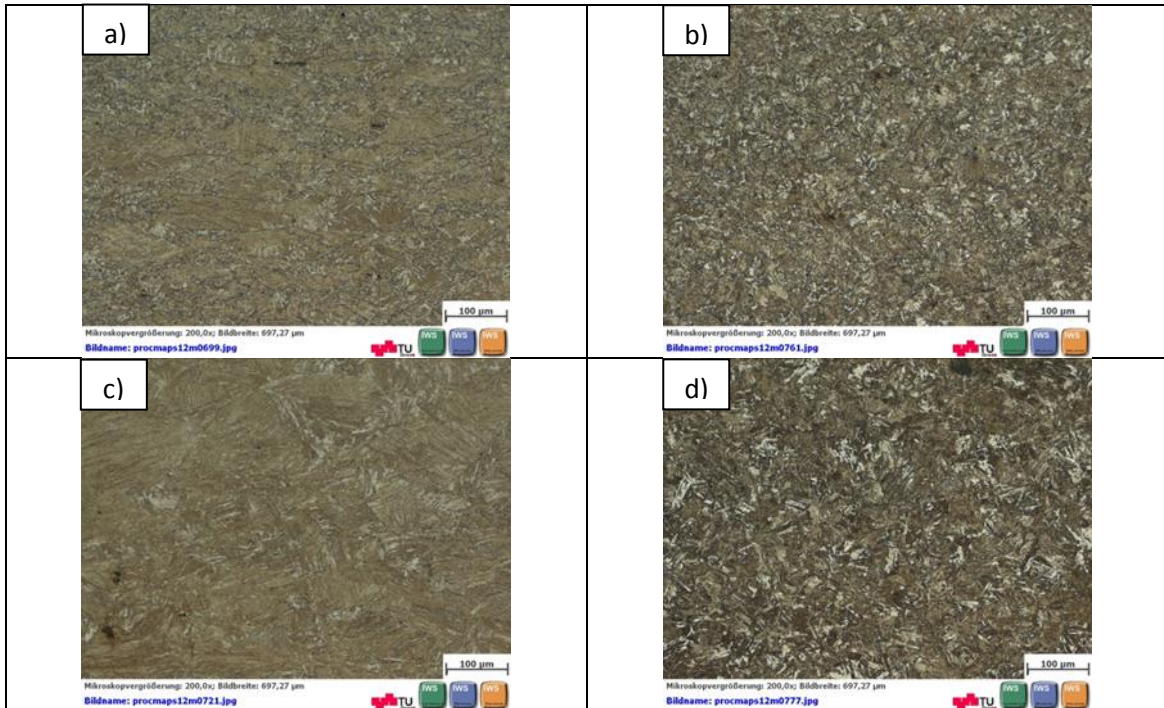 a)
100 µm
Mikroskopvergrößerung: 200,0x; Bildbreite: 697,27 µm
Bildname: procmaps12m0699.jpg
TU
IWS
IWS
IWS
b)
100 µm
Mikroskopvergrößerung: 200,0x; Bildbreite: 697,27 µm
Bildname: procmaps12m0761.jpg
TU
IWS
IWS
IWS
c)
100 µm
Mikroskopvergrößerung: 200,0x; Bildbreite: 697,27 µm
Bildname: procmaps12m0721.jpg
TU
IWS
IWS
IWS
d)
100 µm
Mikroskopvergrößerung: 200,0x; Bildbreite: 697,27 µm
Bildname: procmaps12m0777.jpg
TU
IWS
IWS
IWS